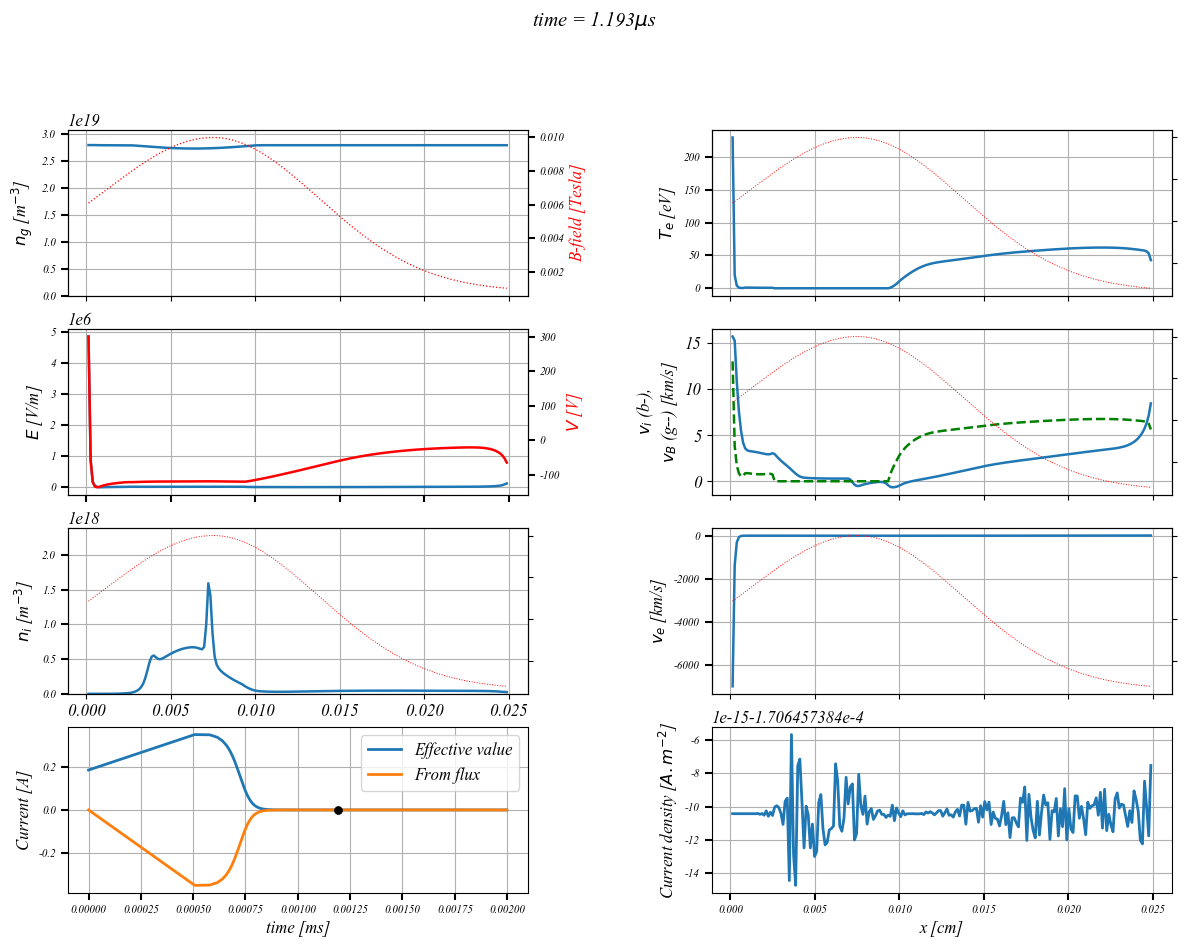 time = 1.193μs
1e19
3.0
2.5
2.0
1.5
1.0
0.5
0.0
n_g [m⁻³]
0.010
0.008
0.006
0.004
0.002
B-field [Tesla]
200
150
100
50
0
T_e [eV]
1e6
5
4
3
2
1
0
E [V/m]
300
200
100
0
-100
V [V]
15
10
5
0
v_i (b-),
v_B (g--) [km/s]
1e18
2.0
1.5
1.0
0.5
0.0
n_i [m⁻³]
0.000 0.005 0.010 0.015 0.020 0.025
0
-2000
-4000
-6000
v_e [km/s]
0.2
0.0
-0.2
Current [A]
Effective value
From flux
0.00000 0.00025 0.00050 0.00075 0.00100 0.00125 0.00150 0.00175 0.00200
time [ms]
1e-15-1.706457384e-4
-6
-8
-10
-12
-14
Current density [A.m⁻²]
0.000 0.005 0.010 0.015 0.020 0.025
x [cm]